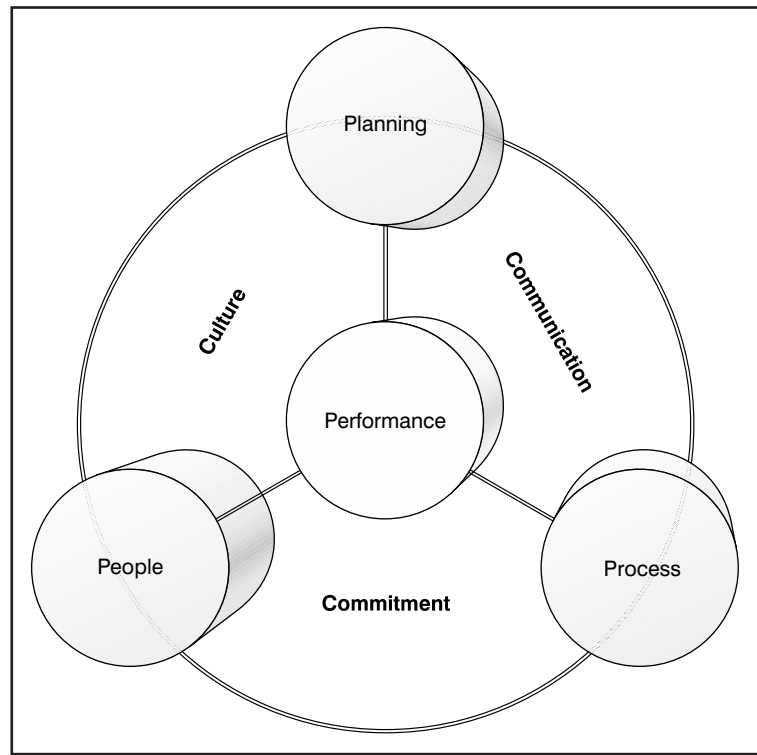 Planning
Culture
Communication
Performance
People
Process
Commitment